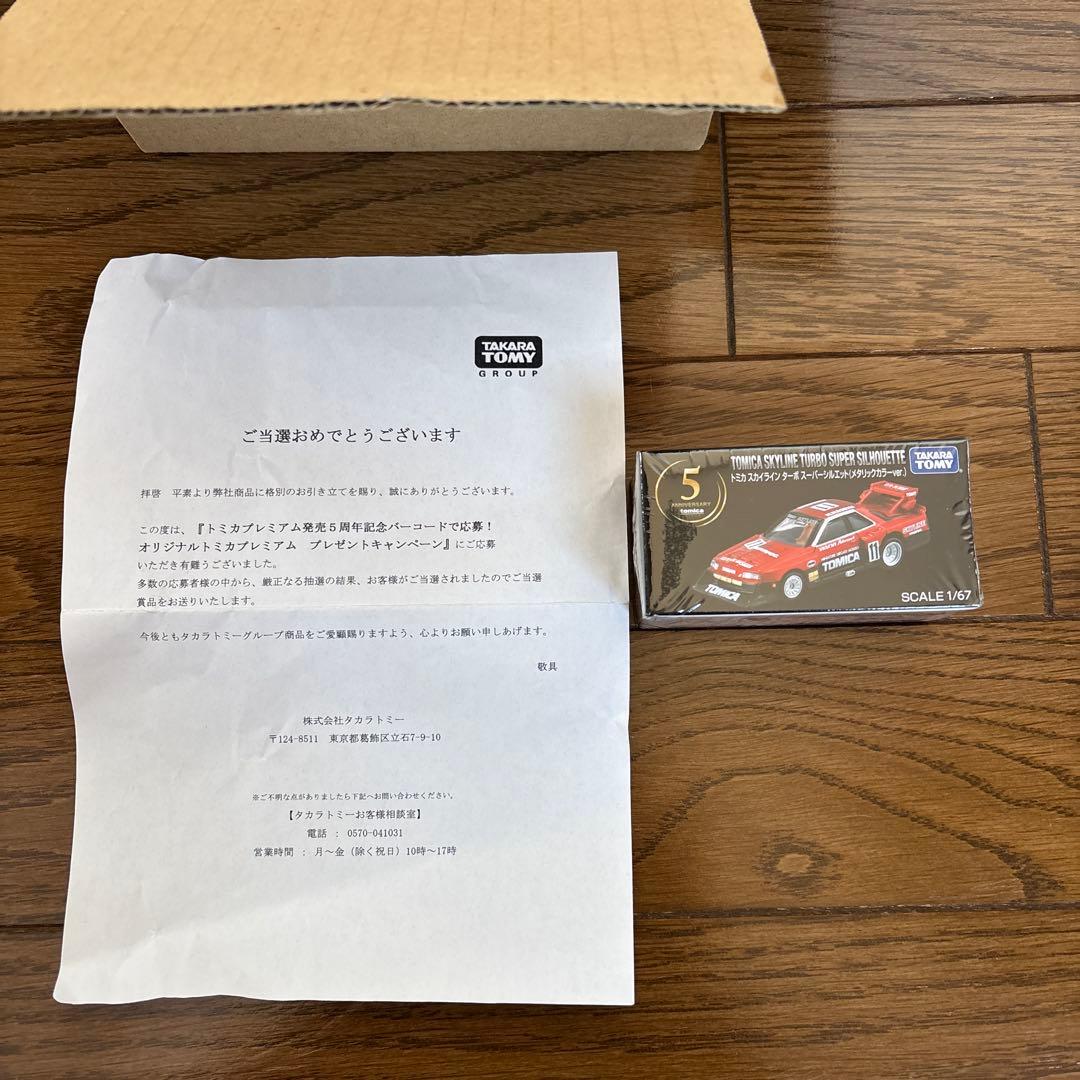 TAKARA
TOMY
GROUP
ご当選おめでとうございます
拝啓　平素より弊社商品に格別のお引き立てを賜り、誠にありがとうございます。
この度は、『トミカプレミアム発売５周年記念バーコードで応募！
オリジナルトミカプレミアム　プレゼントキャンペーン』にご応募
いただき有難うございました。
多数の応募者様の中から、厳正なる抽選の結果、お客様がご当選されましたのでご当選
賞品をお送りいたします。
今後ともタカラトミーグループ商品をご愛顧賜りますよう、心よりお願い申しあげます。
敬具
株式会社タカラトミー
〒124-8511　東京都葛飾区立石7-9-10
※ご不明な点がありましたら下記へお問い合わせください。
【タカラトミーお客様相談室】
電話 ： 0570-041031
営業時間 ： 月～金（除く祝日）10時～17時
5
ANNIVERSARY
tomica
TOMICA SKYLINE TURBO SUPER SILHOUETTE
トミカ スカイライン ターボ スーパーシルエット（メタリックカラーver.）
TAKARA
TOMY
TOMICA
11
TOMICA
SCALE 1/67